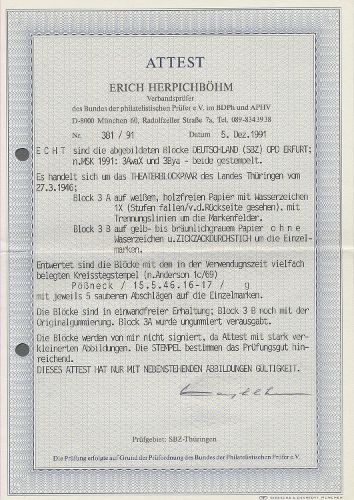 ATTEST
ERICH HERPICHBÖHM
Verbandsprüfer
des Bundes der philatelistischen Prüfer e.V. im BDPh und APHV
D-8000 München 60, Radolfzeller Straße 7a, Tel. 089-8343938
Nr. 381 / 91 Datum 5. Dez. 1991
E C H T sind die abgebildeten Blöcke DEUTSCHLAND (SBZ) OPD ERFURT;
n.MSK 1991: 3AwaX und 3Bya - beide gestempelt.
Es handelt sich um das THEATERBLOCKPAAR des Landes Thüringen vom
27.3.1946;
Block 3 A auf weißem, holzfreien Papier mit Wasserzeichen
1X (Stufen fallen/v.d.Rückseite gesehen). mit
Trennungslinien um die Markenfelder.
Block 3 B auf gelb- bis bräunlichgrauem Papier o h n e
Wasserzeichen u.ZICKZACKDURCHSTICH um die Einzel-
marken.
Entwertet sind die Blöcke mit dem in der Verwendungszeit vielfach
belegten Kreisstegstempel (n.Anderson 1c/69)
Pößneck / 15.5.46.16-17 / g
mit jeweils 5 sauberen Abschlägen auf die Einzelmarken.
Die Blöcke sind in einwandfreier Erhaltung; Block 3 B noch mit der
Originalgummierung. Block 3A wurde ungummiert verausgabt.
Die Blöcke werden von mir nicht signiert, da Attest mit stark ver-
kleinerten Abbildungen. Die STEMPEL bestimmen das Prüfungsgut hin-
reichend.
DIESES ATTEST HAT NUR MIT NEBENSTEHENDEN ABBILDUNGEN GÜLTIGKEIT.
Prüfgebiet: SBZ-Thüringen
Die Prüfung erfolgte auf Grund der Prüfordnung des Bundes der Philatelistischen Prüfer e.V.